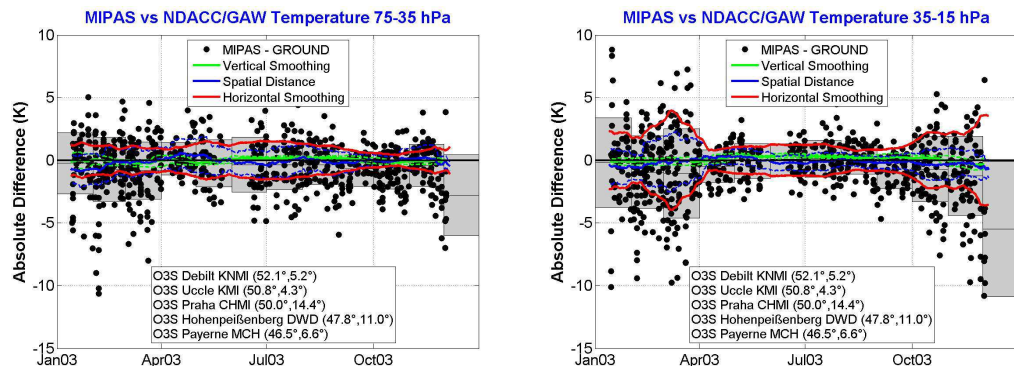 MIPAS vs NDACC/GAW Temperature 75-35 hPa
Absolute Difference (K)
10
5
0
-5
-10
-15
MIPAS - GROUND
Vertical Smoothing
Spatial Distance
Horizontal Smoothing
O3S Debilt KNMI (52.1°,5.2°)
O3S Uccle KMI (50.8°,4.3°)
O3S Praha CHMI (50.0°,14.4°)
O3S Hohenpeißenberg DWD (47.8°,11.0°)
O3S Payerne MCH (46.5°,6.6°)
Jan03 Apr03 Jul03 Oct03
MIPAS vs NDACC/GAW Temperature 35-15 hPa
Absolute Difference (K)
10
5
0
-5
-10
-15
MIPAS - GROUND
Vertical Smoothing
Spatial Distance
Horizontal Smoothing
O3S Debilt KNMI (52.1°,5.2°)
O3S Uccle KMI (50.8°,4.3°)
O3S Praha CHMI (50.0°,14.4°)
O3S Hohenpeißenberg DWD (47.8°,11.0°)
O3S Payerne MCH (46.5°,6.6°)
Jan03 Apr03 Jul03 Oct03